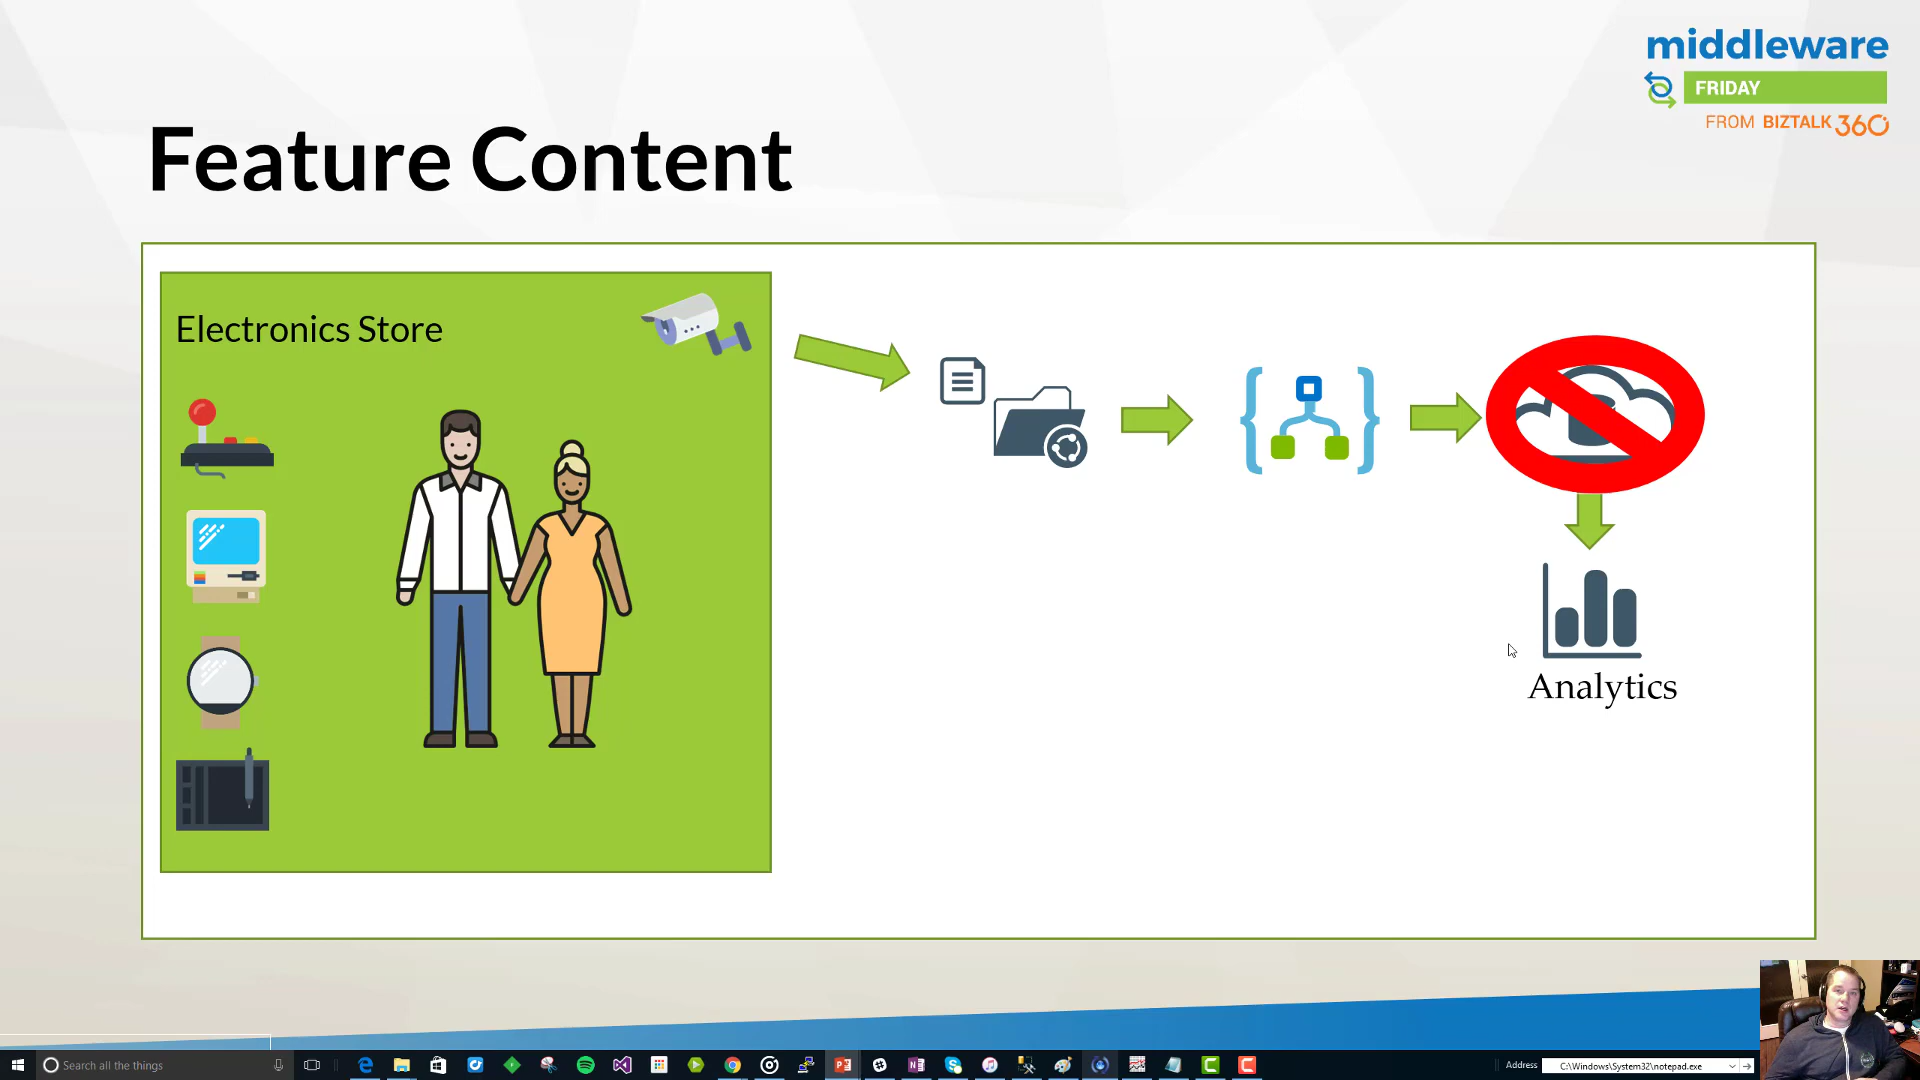 middleware
FRIDAY
FROM BIZTALK 360
Feature Content
Electronics Store
Analytics
Search all the things
Address
C:\Windows\System32\notepad.exe